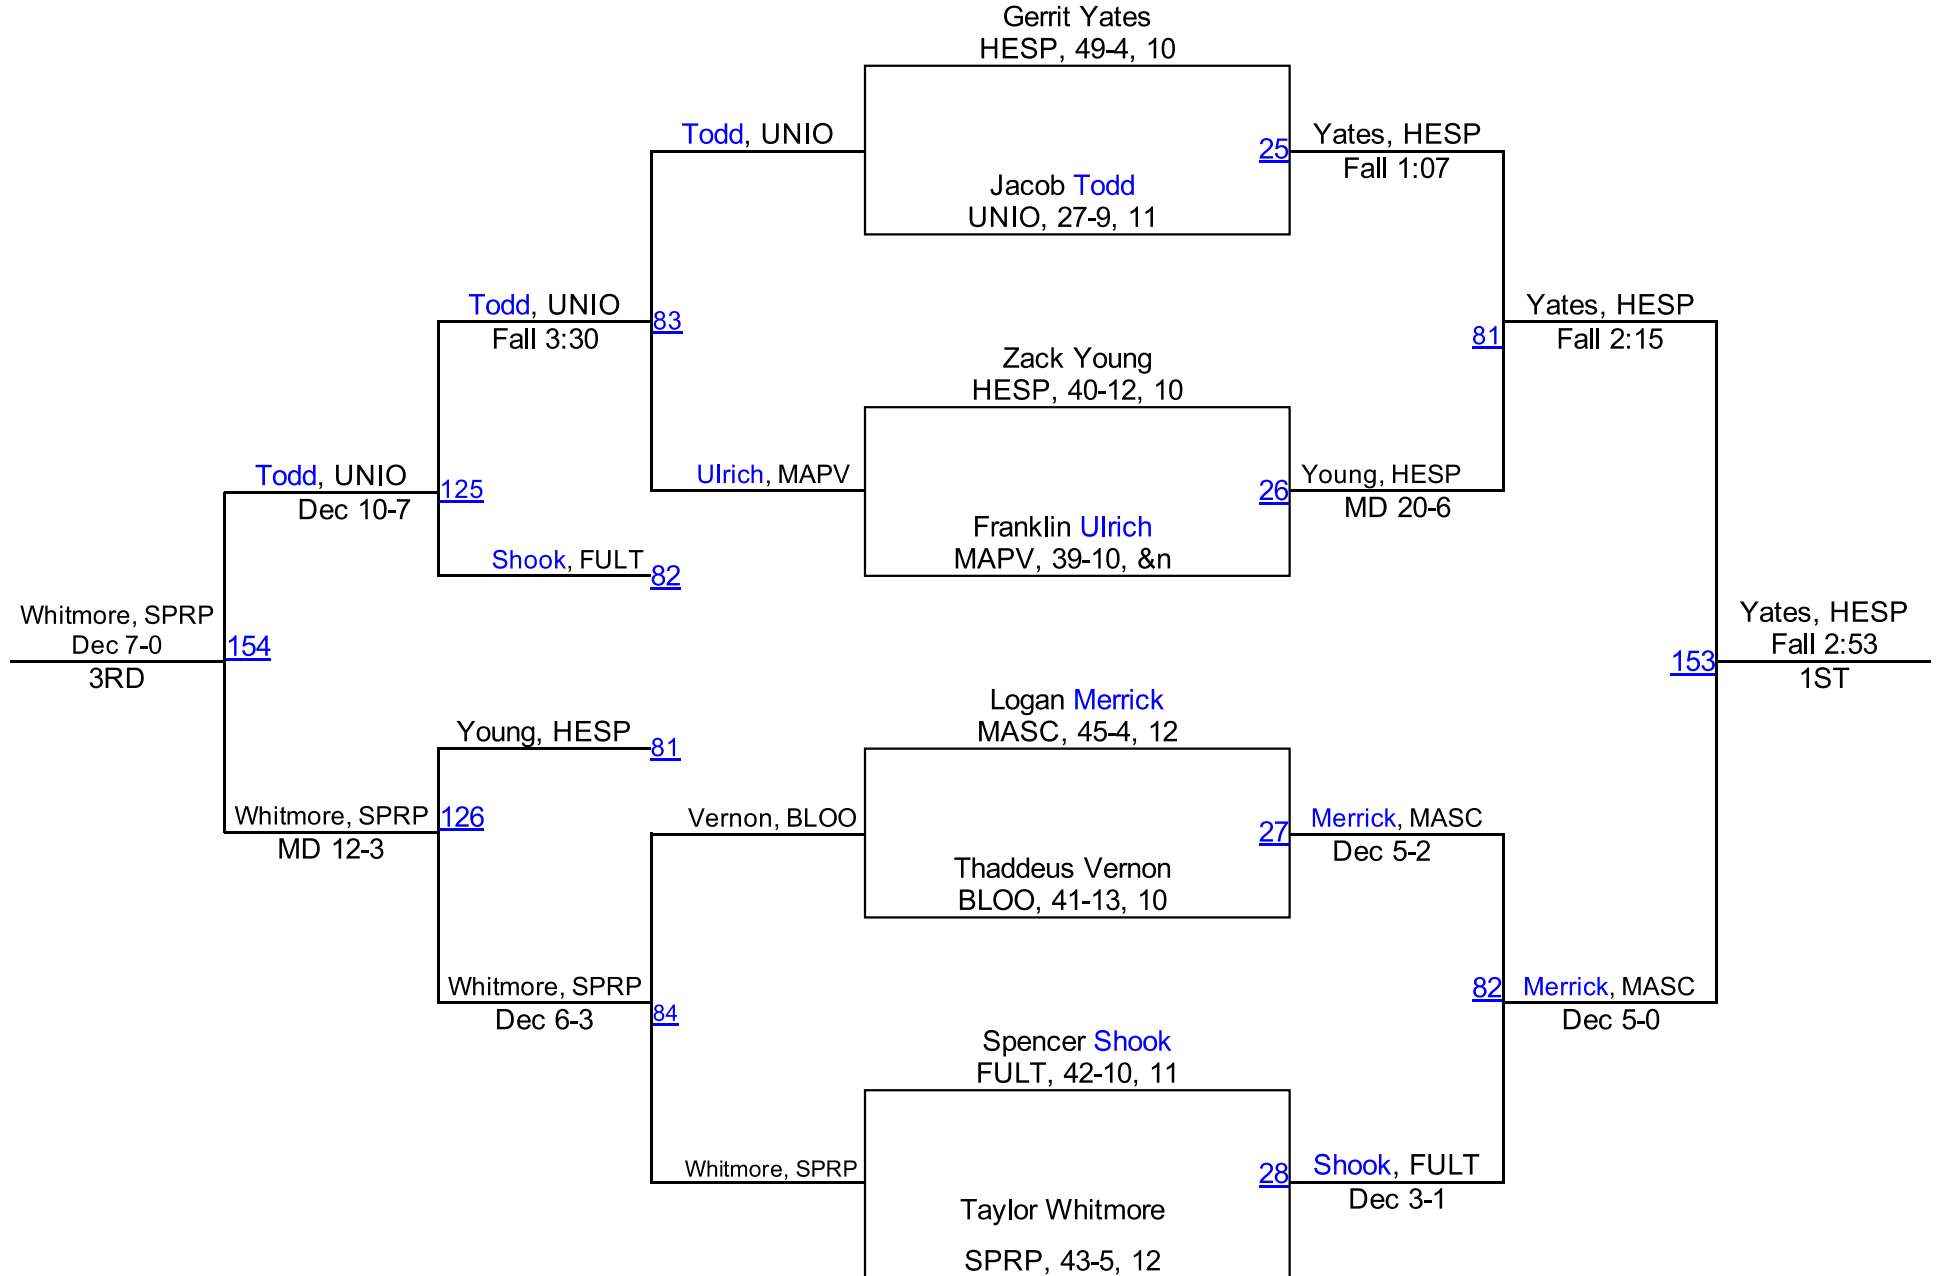 Gerrit Yates
HESP, 49-4, 10
Todd, UNIO
25
Yates, HESP
Fall 1:07
Jacob Todd
UNIO, 27-9, 11
Todd, UNIO
Fall 3:30
83
Yates, HESP
Fall 2:15
81
Zack Young
HESP, 40-12, 10
Todd, UNIO
Dec 10-7
125
Ulrich, MAPV
26
Young, HESP
MD 20-6
Franklin Ulrich
MAPV, 39-10, &n
Shook, FULT
82
Whitmore, SPRP
Dec 7-0
3RD
154
Yates, HESP
Fall 2:53
1ST
153
Logan Merrick
MASC, 45-4, 12
Young, HESP
81
Whitmore, SPRP
MD 12-3
126
Vernon, BLOO
27
Merrick, MASC
Dec 5-2
Thaddeus Vernon
BLOO, 41-13, 10
Whitmore, SPRP
Dec 6-3
84
82
Merrick, MASC
Dec 5-0
Spencer Shook
FULT, 42-10, 11
Whitmore, SPRP
28
Shook, FULT
Dec 3-1
Taylor Whitmore
SPRP, 43-5, 12